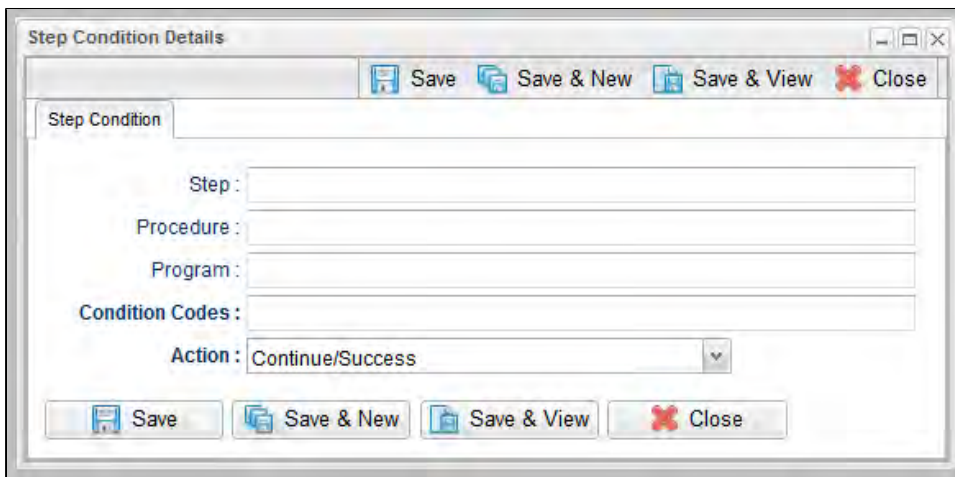 Step Condition Details
Save Save & New Save & View Close
Step Condition
Step :
Procedure :
Program :
Condition Codes :
Action : Continue/Success
Save Save & New Save & View Close